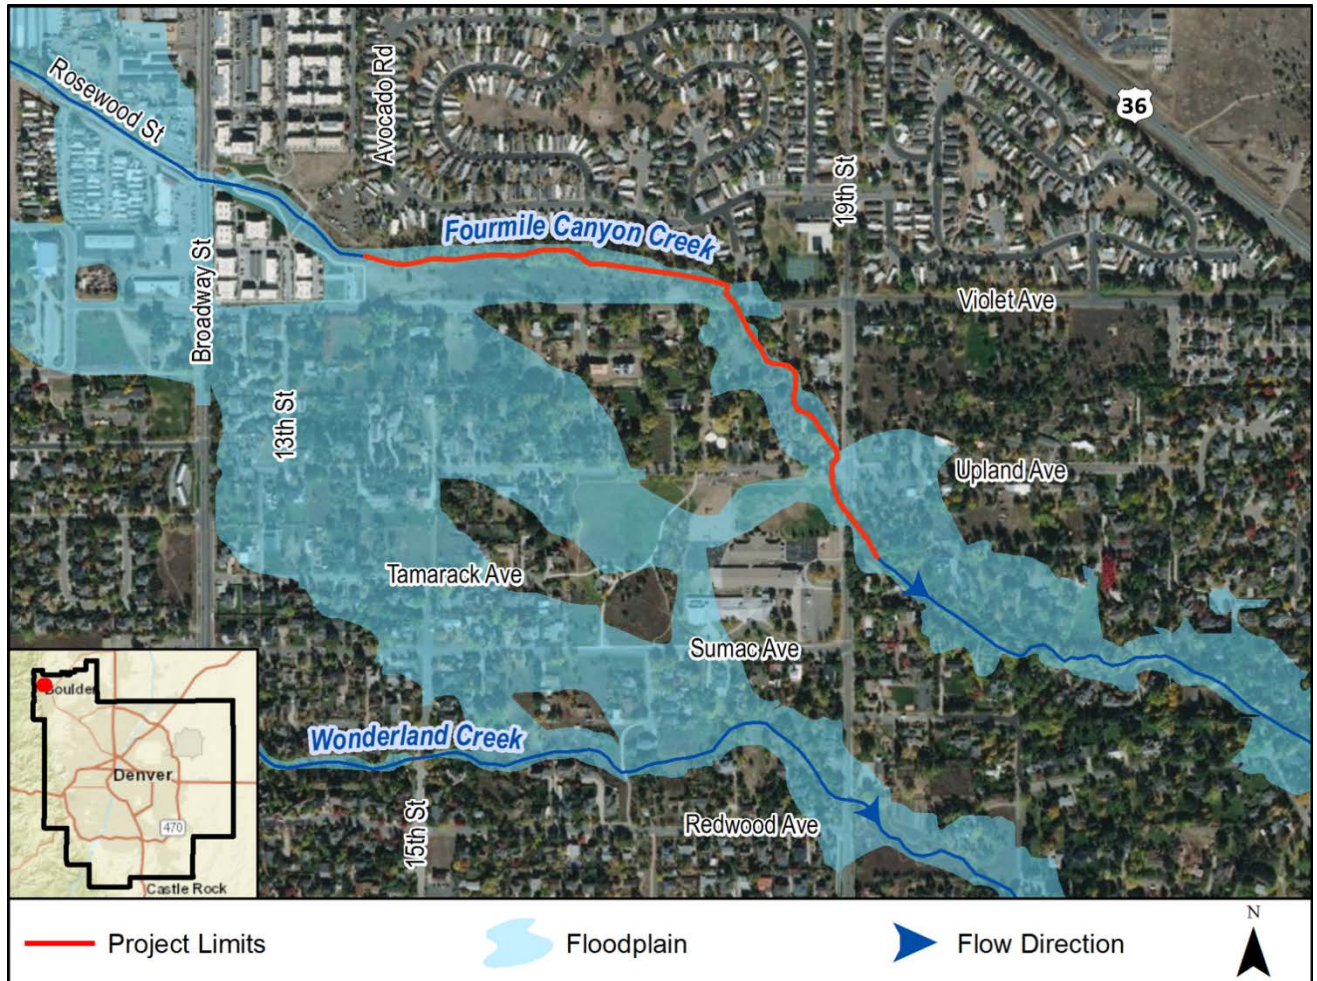 Rosewood St
Avocado Rd
36
19th St
Fourmile Canyon Creek
Broadway St
Violet Ave
13th St
Upland Ave
Tamarack Ave
Sumac Ave
Wonderland Creek
15th St
Redwood Ave
Boulder
Denver
470
Castle Rock
Project Limits
Floodplain
Flow Direction
N